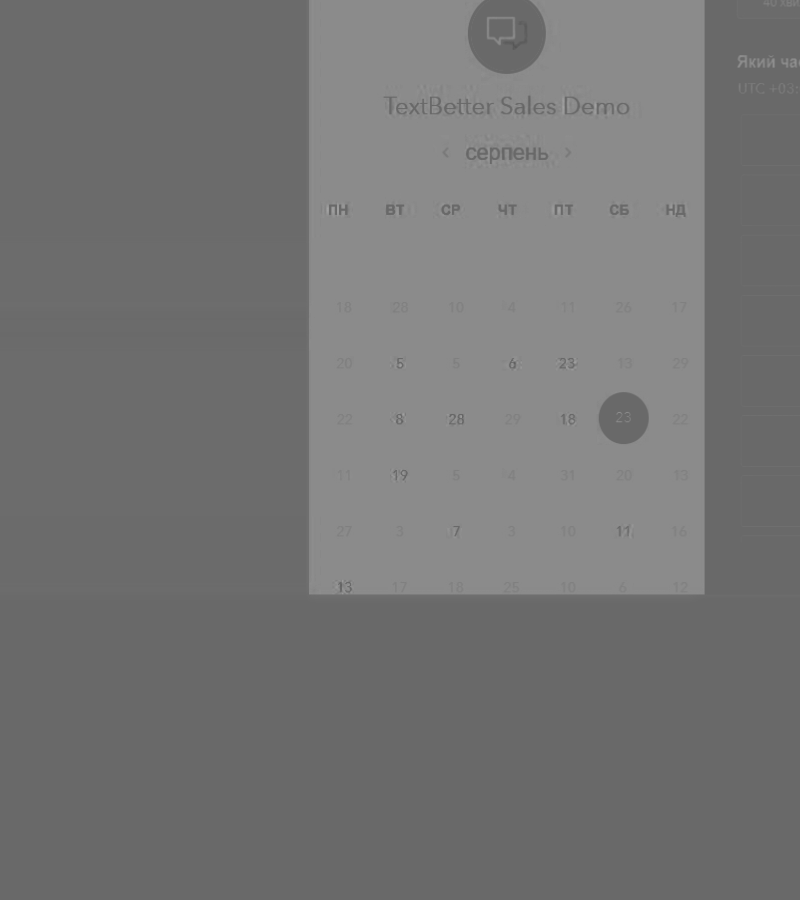 40 хви
TextBetter Sales Demo
‹ серпень ›
ПН ВТ СР ЧТ ПТ СБ НД
18 28 10 4 11 26 17
20 5 5 6 23 13 29
22 8 28 29 18 23 22
11 19 5 4 31 20 13
27 3 7 3 10 11 16
13 17 18 25 10 6 12
Який ча
UTC +03: